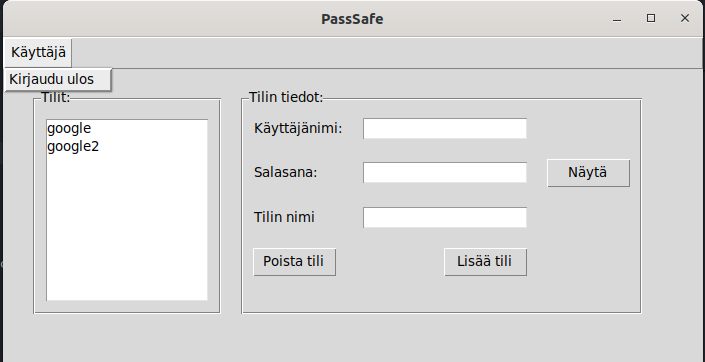 PassSafe
Käyttäjä
Kirjaudu ulos
Tilit:
google
google2
Tilin tiedot:
Käyttäjänimi:
Salasana:
Näytä
Tilin nimi
Poista tili
Lisää tili